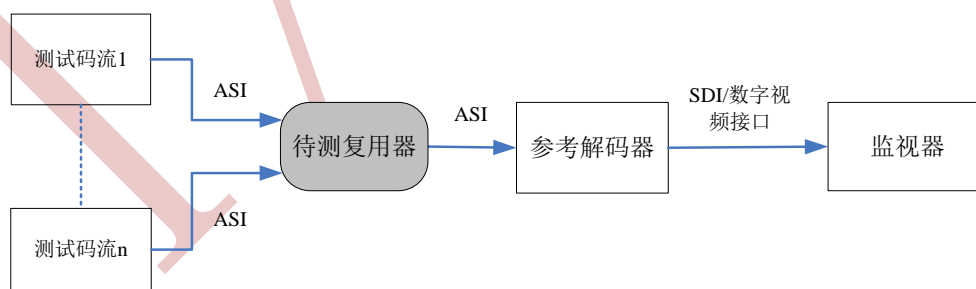 测试码流1
ASI
待测复用器
ASI
参考解码器
SDI/数字视
频接口
监视器
测试码流n
ASI